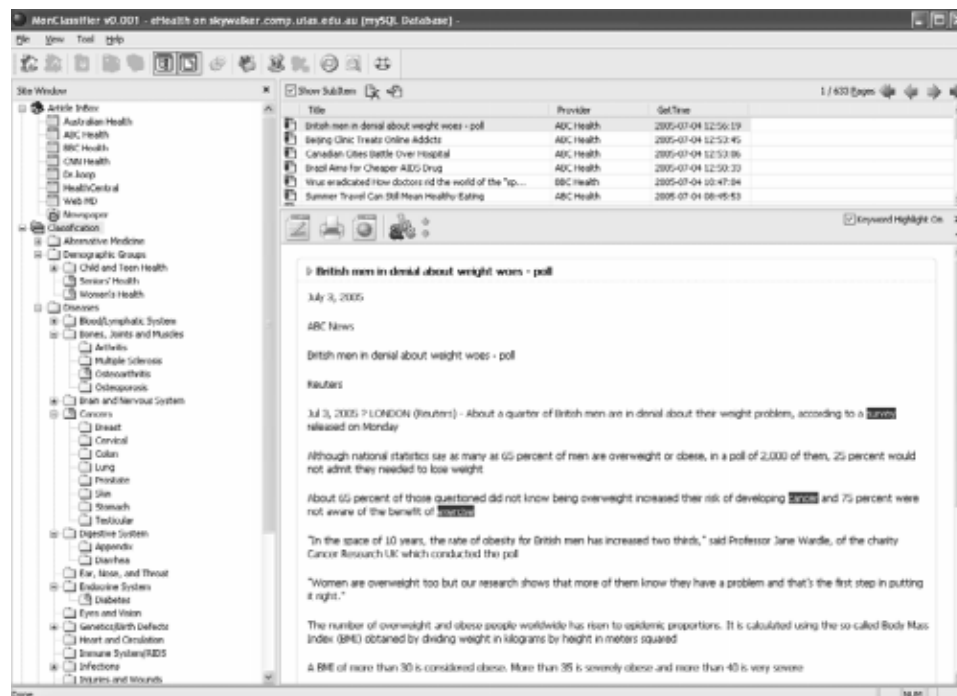 MonClassifier v0.001 - eHealth on skywalker.comp.utas.edu.au (mySQL Database) -
File View Tool Help
Site Window
Article InBox
Australian Health
ABC Health
BBC Health
CNN Health
Dr.koop
HealthCentral
Web MD
Newspaper
Classification
Alternative Medicine
Demographic Groups
Child and Teen Health
Seniors' Health
Women's Health
Diseases
Blood/Lymphatic System
Bones, Joints and Muscles
Arthritis
Multiple Sclerosis
Osteoarthritis
Osteoporosis
Brain and Nervous System
Cancers
Breast
Cervical
Colon
Lung
Prostate
Skin
Stomach
Testicular
Digestive System
Appendix
Diarrhea
Ear, Nose, and Throat
Endocrine System
Diabetes
Eyes and Vision
Genetics/Birth Defects
Heart and Circulation
Immune System/AIDS
Infections
Injuries and Wounds
Show SubItem
1 / 633 Pages
Title Provider GetTime
British men in denial about weight woes - poll ABC Health 2005-07-04 12:56:19
Beijing Clinic Treats Online Addicts ABC Health 2005-07-04 12:53:45
Canadian Cities Battle Over Hospital ABC Health 2005-07-04 12:53:06
Brazil Aims for Cheaper AIDS Drug ABC Health 2005-07-04 12:50:33
Virus eradicated How doctors rid the world of the "sp... BBC Health 2005-07-04 10:47:04
Summer Travel Can Still Mean Healthy Eating ABC Health 2005-07-04 08:45:53
Keyword Highlight On
British men in denial about weight woes - poll
July 3, 2005
ABC News
British men in denial about weight woes - poll
Reuters
Jul 3, 2005 ? LONDON (Reuters) - About a quarter of British men are in denial about their weight problem, according to a survey
released on Monday
Although national statistics say as many as 65 percent of men are overweight or obese, in a poll of 2,000 of them, 25 percent would
not admit they needed to lose weight
About 65 percent of those questioned did not know being overweight increased their risk of developing cancer and 75 percent were
not aware of the benefit of exercise
"In the space of 10 years, the rate of obesity for British men has increased two thirds," said Professor Jane Wardle, of the charity
Cancer Research UK which conducted the poll
"Women are overweight too but our research shows that more of them know they have a problem and that's the first step in putting
it right."
The number of overweight and obese people worldwide has risen to epidemic proportions. It is calculated using the so-called Body Mass
Index (BMI) obtained by dividing weight in kilograms by height in meters squared
A BMI of more than 30 is considered obese. More than 35 is severely obese and more than 40 is very severe
Done
NUM